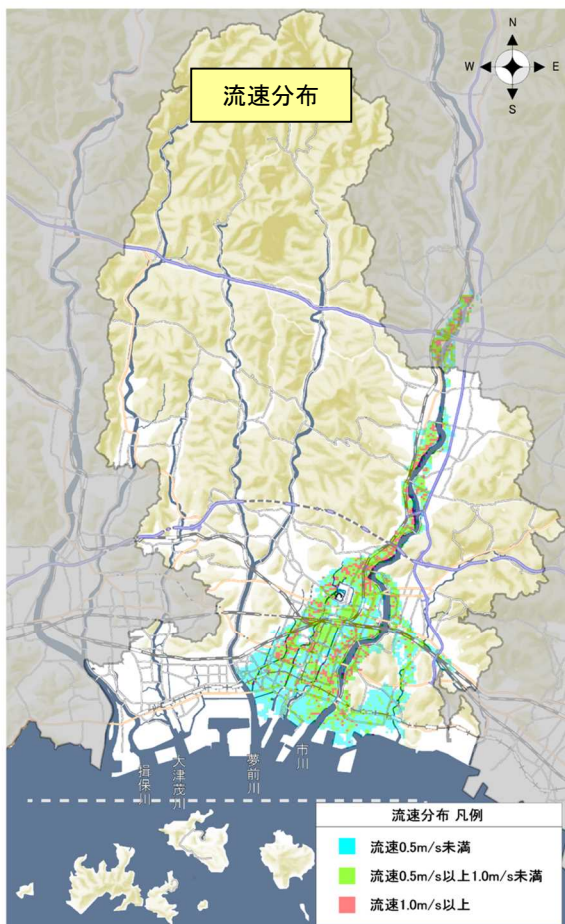 流速分布
N
W
E
S
揖保川
大津茂川
夢前川
市川
流速分布 凡例
流速0.5m/s未満
流速0.5m/s以上1.0m/s未満
流速1.0m/s以上